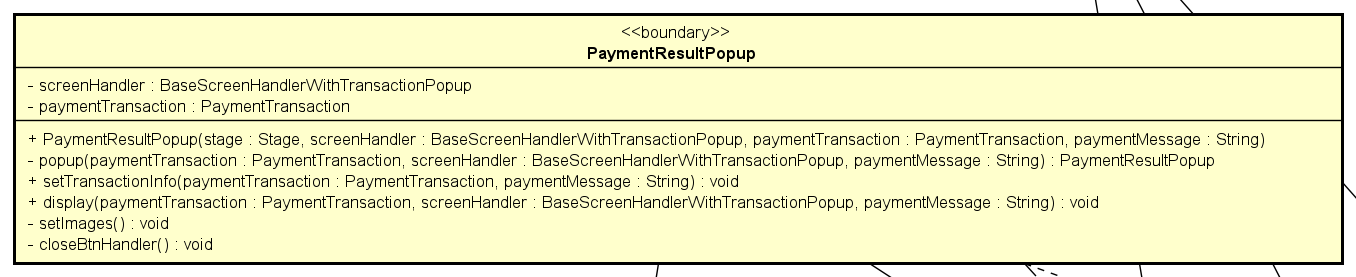 <<boundary>>
PaymentResultPopup
- screenHandler : BaseScreenHandlerWithTransactionPopup
- paymentTransaction : PaymentTransaction
+ PaymentResultPopup(stage : Stage, screenHandler : BaseScreenHandlerWithTransactionPopup, paymentTransaction : PaymentTransaction, paymentMessage : String)
- popup(paymentTransaction : PaymentTransaction, screenHandler : BaseScreenHandlerWithTransactionPopup, paymentMessage : String) : PaymentResultPopup
+ setTransactionInfo(paymentTransaction : PaymentTransaction, paymentMessage : String) : void
+ display(paymentTransaction : PaymentTransaction, screenHandler : BaseScreenHandlerWithTransactionPopup, paymentMessage : String) : void
- setImages() : void
- closeBtnHandler() : void